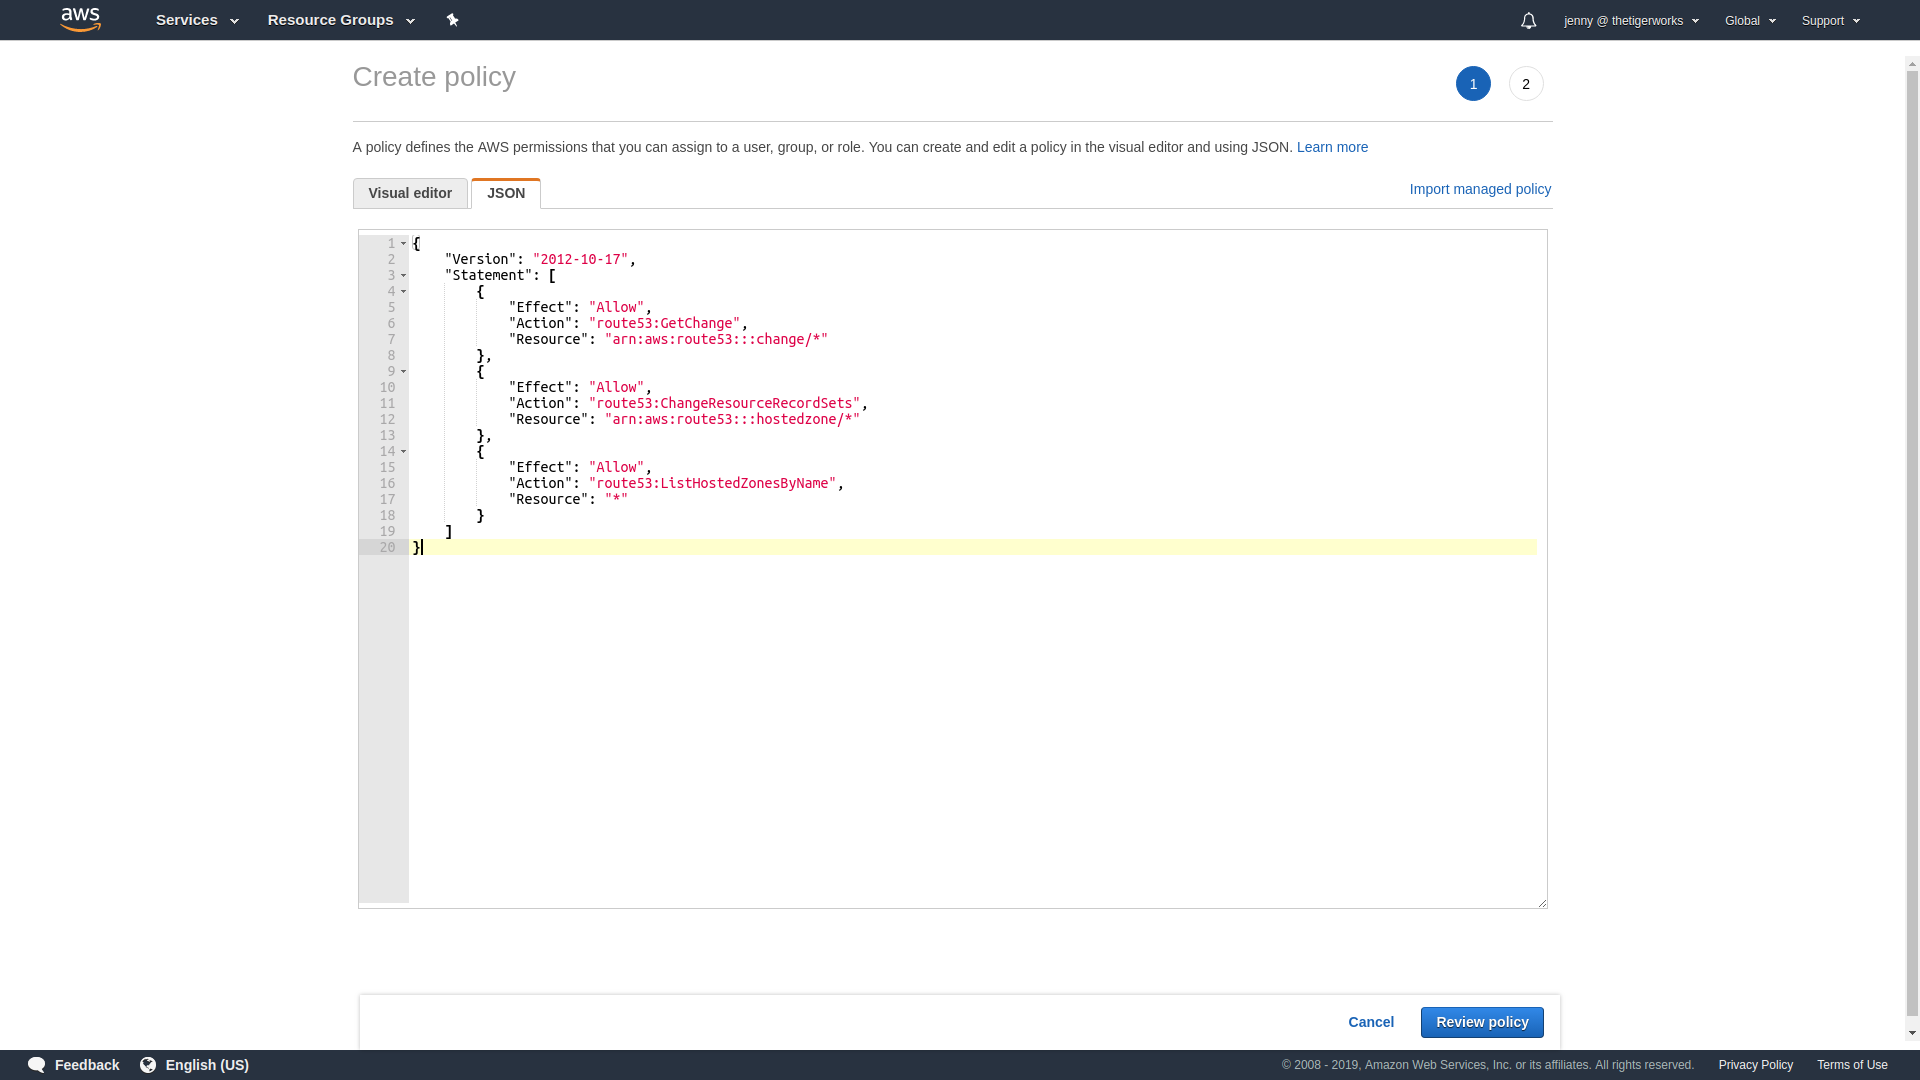 aws Services Resource Groups jenny @ thetigerworks Global Support
Create policy 1 2
A policy defines the AWS permissions that you can assign to a user, group, or role. You can create and edit a policy in the visual editor and using JSON. Learn more
Visual editor JSON Import managed policy
1 {
2     "Version": "2012-10-17",
3     "Statement": [
4         {
5             "Effect": "Allow",
6             "Action": "route53:GetChange",
7             "Resource": "arn:aws:route53:::change/*"
8         },
9         {
10             "Effect": "Allow",
11             "Action": "route53:ChangeResourceRecordSets",
12             "Resource": "arn:aws:route53:::hostedzone/*"
13         },
14         {
15             "Effect": "Allow",
16             "Action": "route53:ListHostedZonesByName",
17             "Resource": "*"
18         }
19     ]
20 }
Cancel Review policy
Feedback English (US) © 2008 - 2019, Amazon Web Services, Inc. or its affiliates. All rights reserved. Privacy Policy Terms of Use